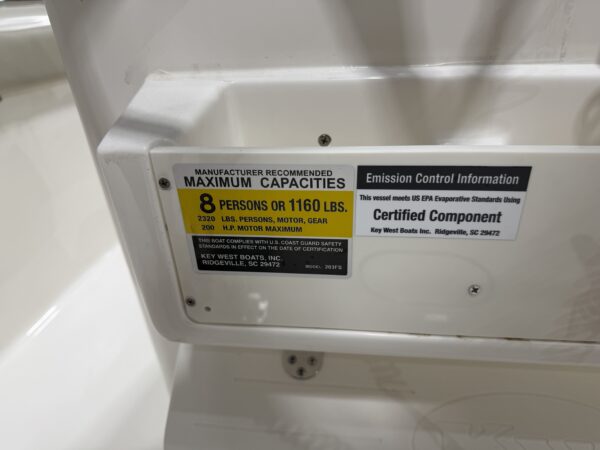 MANUFACTURER RECOMMENDED
MAXIMUM CAPACITIES
8 PERSONS OR 1160 LBS.
2320 LBS. PERSONS, MOTOR, GEAR
200 H.P. MOTOR MAXIMUM
THIS BOAT COMPLIES WITH U.S. COAST GUARD SAFETY
STANDARDS IN EFFECT ON THE DATE OF CERTIFICATION
KEY WEST BOATS, INC.
RIDGEVILLE, SC 29472
MODEL: 203FS
Emission Control Information
This vessel meets US EPA Evaporative Standards Using
Certified Component
Key West Boats Inc. Ridgeville, SC 29472